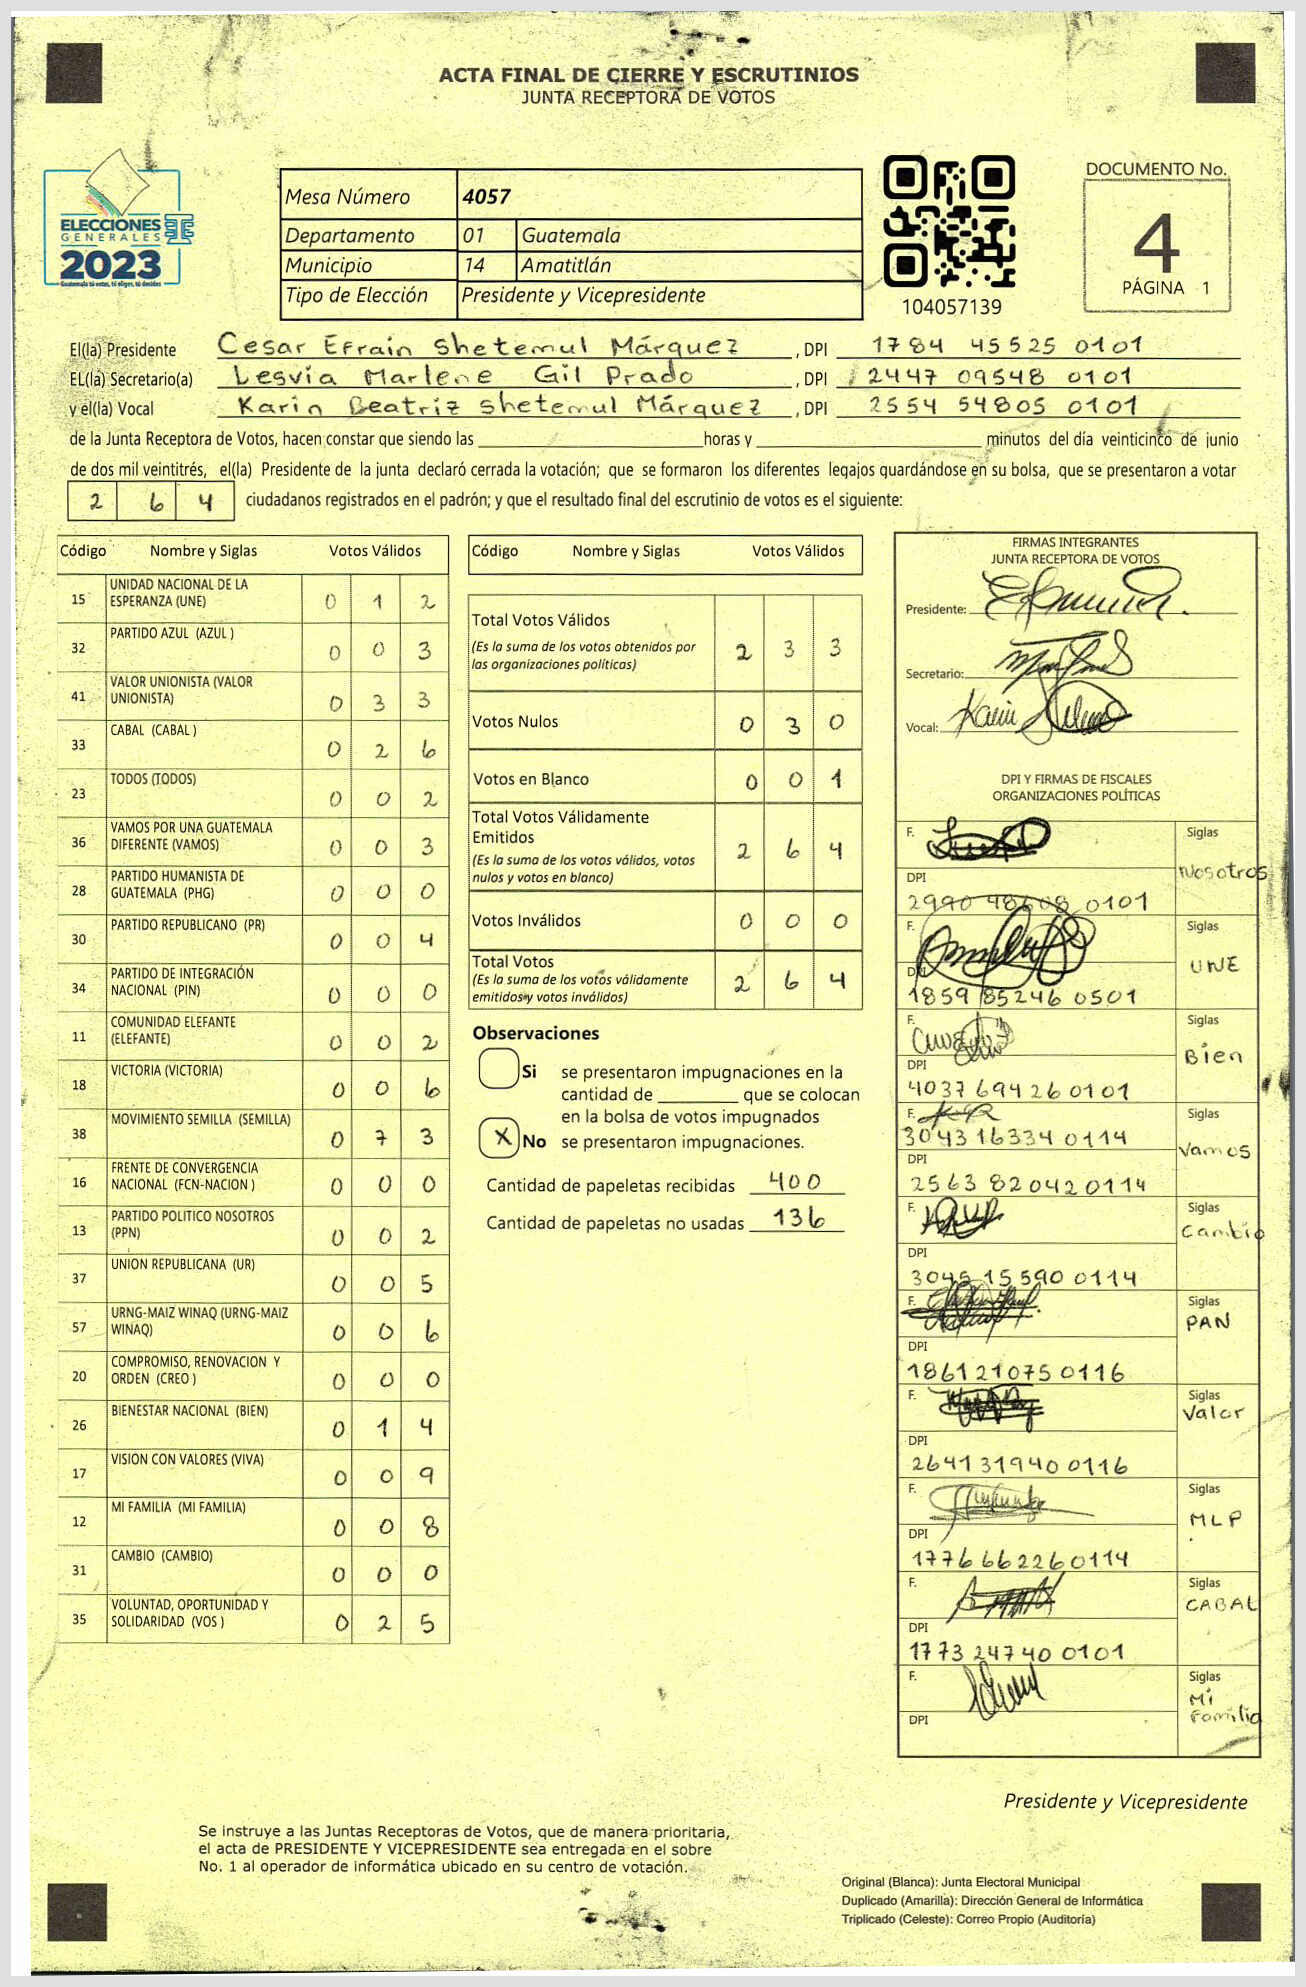 ACTA FINAL DE CIERRE Y ESCRUTINIOS
JUNTA RECEPTORA DE VOTOS
ELECCIONES
GENERALES
2023
Guatemala tú votas, tú eliges, tú decides
Mesa Número 4057
Departamento 01 Guatemala
Municipio 14 Amatitlán
Tipo de Elección Presidente y Vicepresidente
104057139
DOCUMENTO No.
4
PÁGINA 1
El(la) Presidente Cesar Efrain Shetemul Márquez, DPI 1784 45525 0101
EL(la) Secretario(a) Lesvia Marlene Gil Prado, DPI 2447 09548 0101
y el(la) Vocal Karin Beatriz Shetemul Márquez, DPI 2554 54805 0101
de la Junta Receptora de Votos, hacen constar que siendo las ______ horas y ______ minutos del día veinticinco de junio
de dos mil veintitrés, el(la) Presidente de la junta declaró cerrada la votación; que se formaron los diferentes legajos quardándose en su bolsa, que se presentaron a votar
2 6 4 ciudadanos registrados en el padrón; y que el resultado final del escrutinio de votos es el siguiente:
Código Nombre y Siglas Votos Válidos
15 UNIDAD NACIONAL DE LA ESPERANZA (UNE) 0 1 2
32 PARTIDO AZUL (AZUL ) 0 0 3
41 VALOR UNIONISTA (VALOR UNIONISTA) 0 3 3
33 CABAL (CABAL ) 0 2 6
23 TODOS (TODOS) 0 0 2
36 VAMOS POR UNA GUATEMALA DIFERENTE (VAMOS) 0 0 3
28 PARTIDO HUMANISTA DE GUATEMALA (PHG) 0 0 0
30 PARTIDO REPUBLICANO (PR) 0 0 4
34 PARTIDO DE INTEGRACIÓN NACIONAL (PIN) 0 0 0
11 COMUNIDAD ELEFANTE (ELEFANTE) 0 0 2
18 VICTORIA (VICTORIA) 0 0 6
38 MOVIMIENTO SEMILLA (SEMILLA) 0 7 3
16 FRENTE DE CONVERGENCIA NACIONAL (FCN-NACION ) 0 0 0
13 PARTIDO POLITICO NOSOTROS (PPN) 0 0 2
37 UNION REPUBLICANA (UR) 0 0 5
57 URNG-MAIZ WINAQ (URNG-MAIZ WINAQ) 0 0 6
20 COMPROMISO, RENOVACION Y ORDEN (CREO ) 0 0 0
26 BIENESTAR NACIONAL (BIEN) 0 1 4
17 VISION CON VALORES (VIVA) 0 0 9
12 MI FAMILIA (MI FAMILIA) 0 0 8
31 CAMBIO (CAMBIO) 0 0 0
35 VOLUNTAD, OPORTUNIDAD Y SOLIDARIDAD (VOS ) 0 2 5
Código Nombre y Siglas Votos Válidos
Total Votos Válidos 2 3 3
(Es la suma de los votos obtenidos por
las organizaciones políticas)
Votos Nulos 0 3 0
Votos en Blanco 0 0 1
Total Votos Válidamente
Emitidos 2 6 4
(Es la suma de los votos válidos, votos
nulos y votos en blanco)
Votos Inválidos 0 0 0
Total Votos 2 6 4
(Es la suma de los votos válidamente
emitidos y votos inválidos)
Observaciones
Si se presentaron impugnaciones en la
cantidad de ________ que se colocan
en la bolsa de votos impugnados
X No se presentaron impugnaciones.
Cantidad de papeletas recibidas 400
Cantidad de papeletas no usadas 136
FIRMAS INTEGRANTES
JUNTA RECEPTORA DE VOTOS
Presidente:
Secretario:
Vocal: Karin
DPI Y FIRMAS DE FISCALES
ORGANIZACIONES POLÍTICAS
F. Siglas
Nosotros
DPI
2990 48608 0101
F. Siglas
UNE
DPI
1859 85246 0501
F. Siglas
Bien
DPI
4037 69426 0101
F. Siglas
3043 16334 0114
Vamos
DPI
2563 82042 0114
F. Siglas
Cambio
DPI
3045 15590 0114
F. Siglas
PAN
DPI
1861 21075 0116
F. Siglas
Valor
DPI
2641 31940 0116
F. Siglas
MLP
DPI
1776 66226 0114
F. Siglas
CABAL
DPI
1773 24740 0101
F. Siglas
Mi
Familia
DPI
Presidente y Vicepresidente
Se instruye a las Juntas Receptoras de Votos, que de manera prioritaria,
el acta de PRESIDENTE Y VICEPRESIDENTE sea entregada en el sobre
No. 1 al operador de informática ubicado en su centro de votación.
Original (Blanca): Junta Electoral Municipal
Duplicado (Amarilla): Dirección General de Informática
Triplicado (Celeste): Correo Propio (Auditoría)